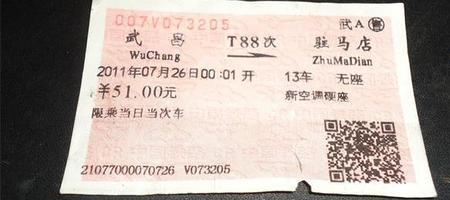 007V073205 武A 售
武昌 T88次 驻马店
WuChang ZhuMaDian
2011年07月26日00:01开 13车 无座
￥51.00元 新空调硬座
限乘当日当次车
21077000070726 V073205